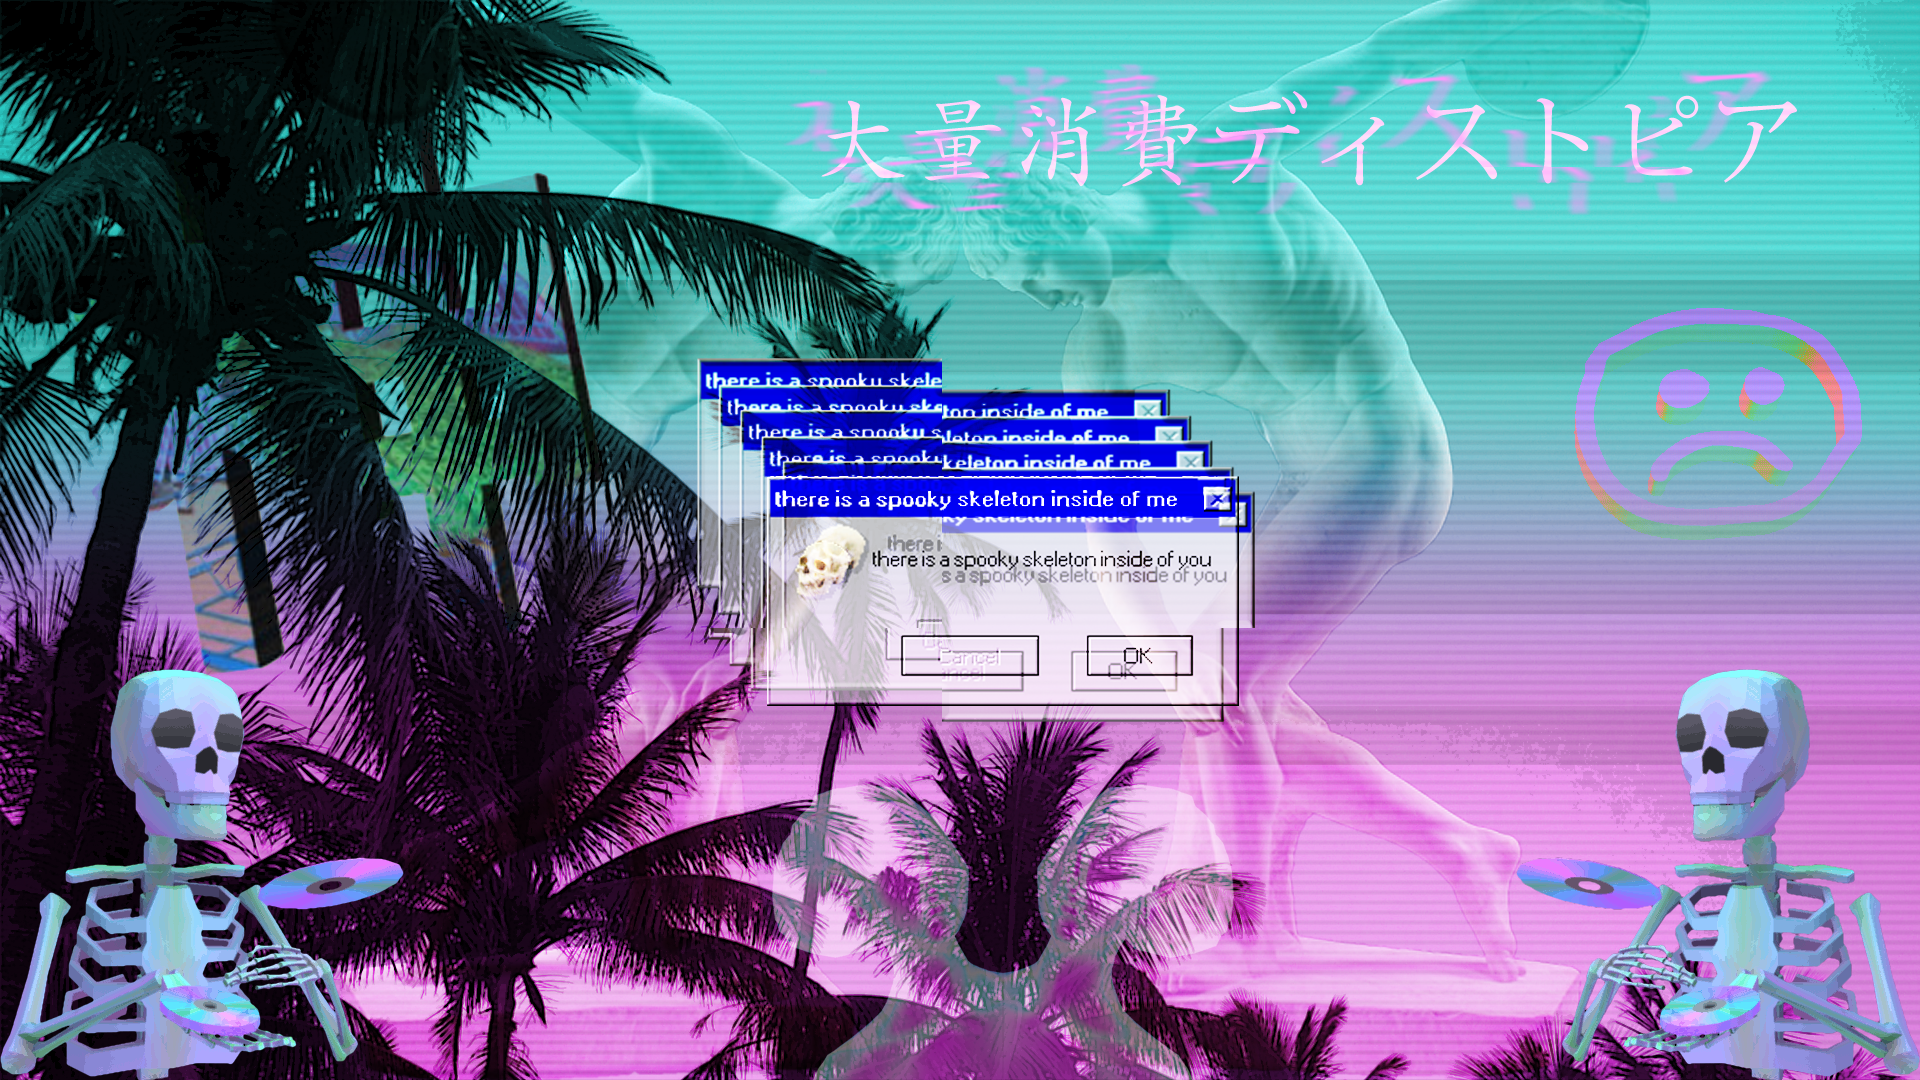 大量消費ディストピア
there is a spooky skele
ton inside of me
there is a spooky ske
leton inside of me
there is a spooky s
keleton inside of me
there is a spooky
there is a spooky skeleton inside of me
ky skeleton inside of me
there i
there is a spooky skeleton inside of you
s a spooky skeleton inside of you
OK
Cancel
ancel
OK